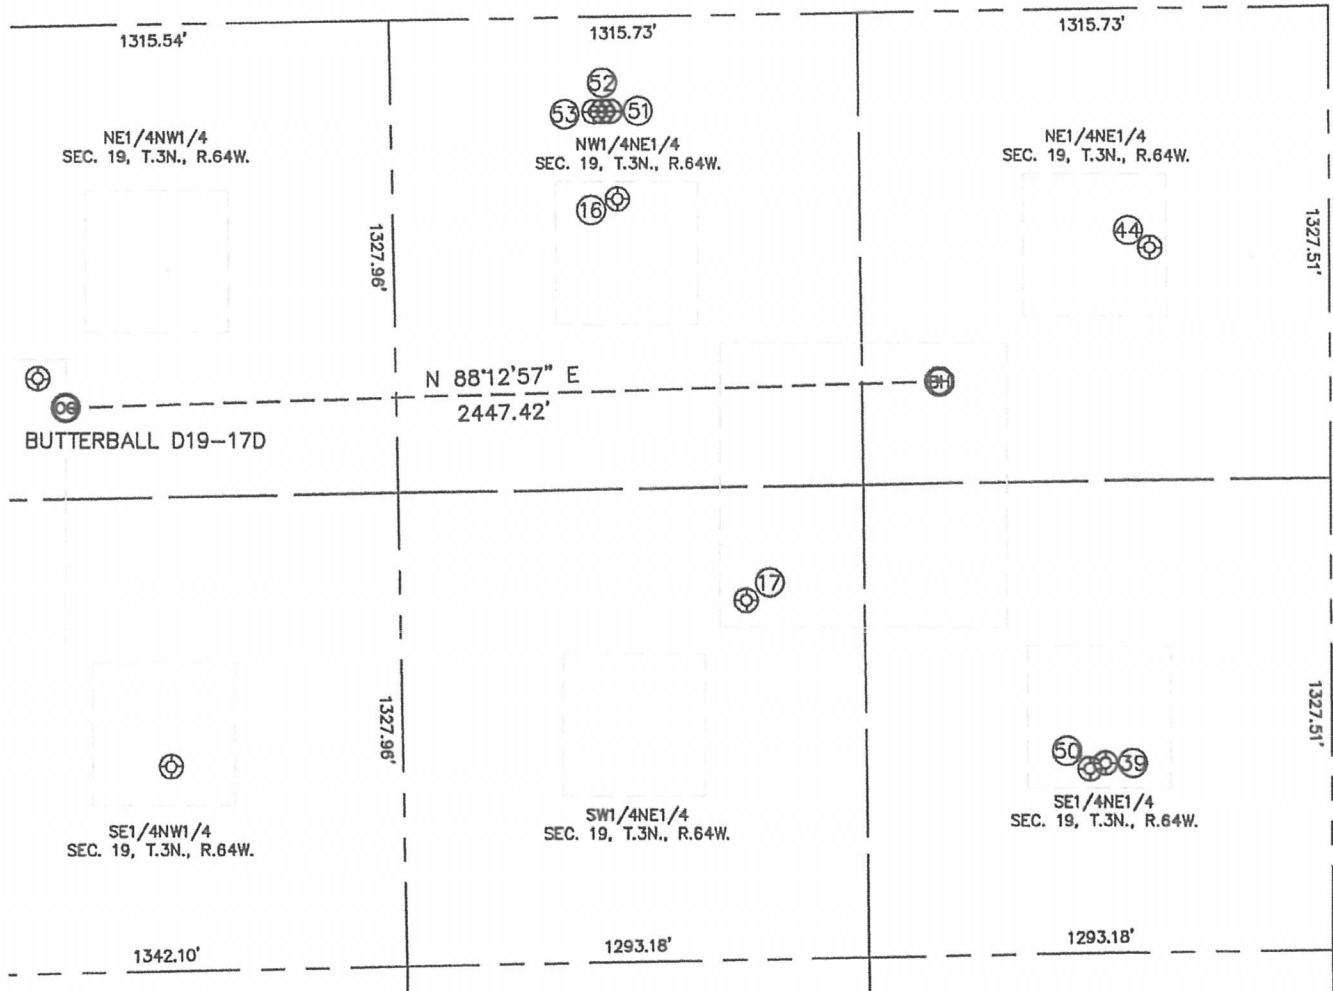 1315.54'
1315.73'
1315.73'
52
53
51
NE1/4NW1/4
SEC. 19, T.3N., R.64W.
NW1/4NE1/4
SEC. 19, T.3N., R.64W.
NE1/4NE1/4
SEC. 19, T.3N., R.64W.
16
44
1327.96'
1327.51'
N 88°12'57" E
2447.42'
BH
OG
BUTTERBALL D19-17D
17
1327.96'
1327.51'
50
39
SE1/4NW1/4
SEC. 19, T.3N., R.64W.
SW1/4NE1/4
SEC. 19, T.3N., R.64W.
SE1/4NE1/4
SEC. 19, T.3N., R.64W.
1342.10'
1293.18'
1293.18'